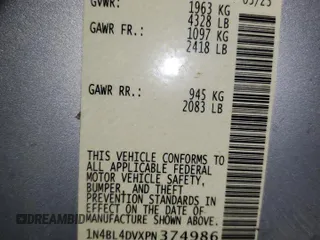 GVWR: 1963 KG 03/23
4328 LB
GAWR FR.: 1097 KG
2418 LB
GAWR RR.: 945 KG
2083 LB
THIS VEHICLE CONFORMS TO
ALL APPLICABLE FEDERAL
MOTOR VEHICLE SAFETY,
BUMPER, AND THEFT
PREVENTION STANDARDS IN
EFFECT ON THE DATE OF
MANUFACTURE SHOWN ABOVE.
1N4BL4DVXPN374986
DREAMBID